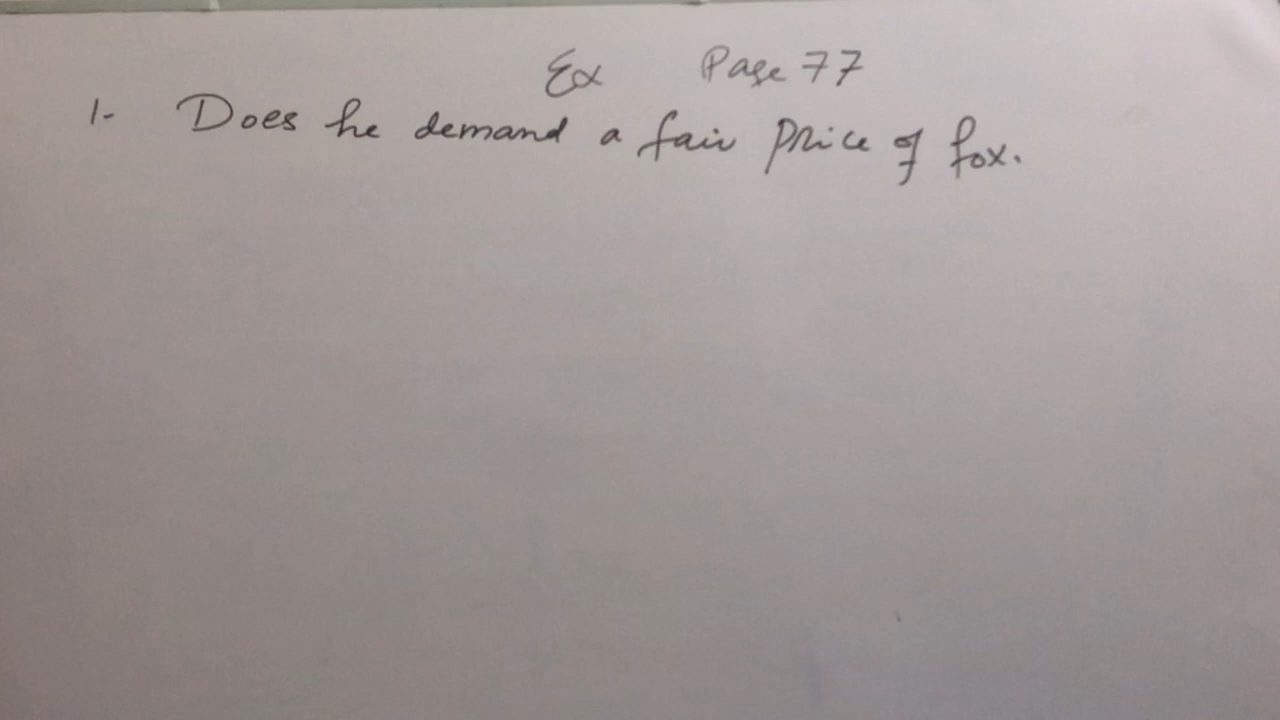 Ex Page 77
1- Does he demand a fair price of fox.